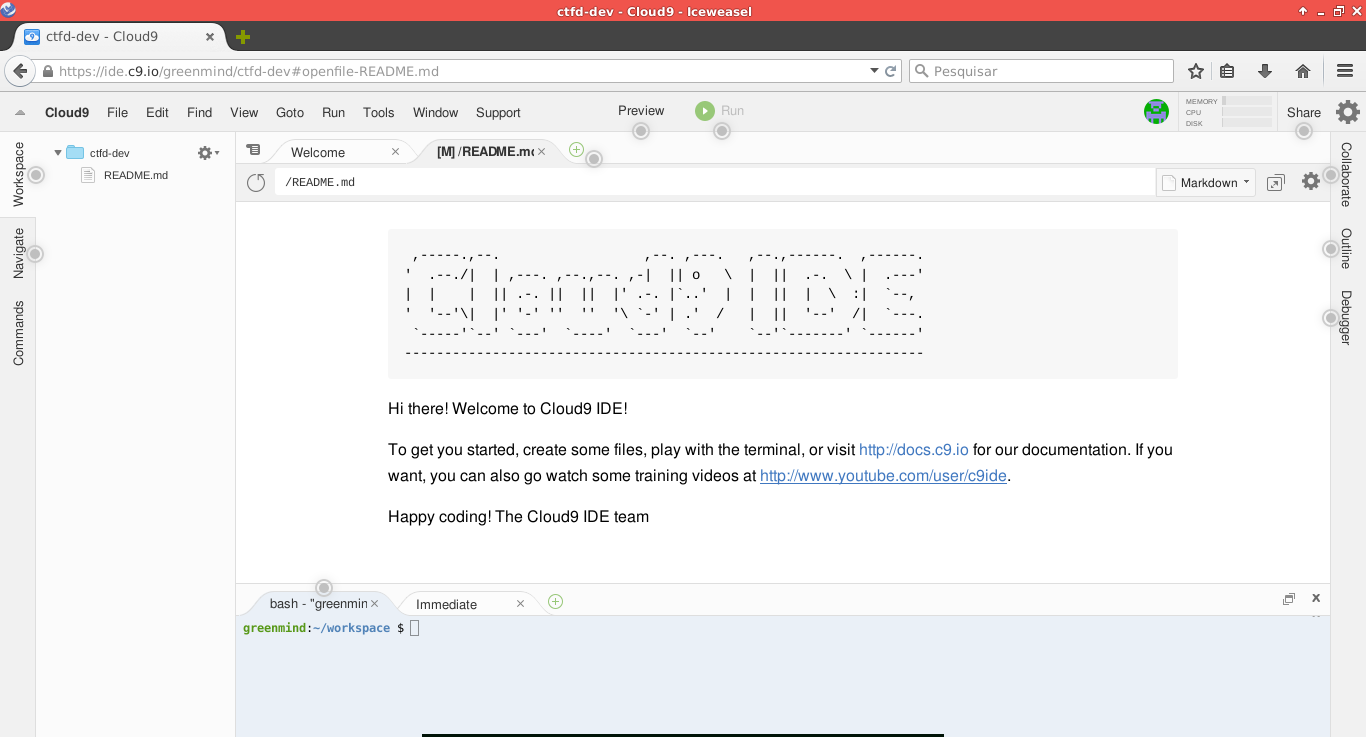 ctfd-dev - Cloud9 - Iceweasel
ctfd-dev - Cloud9
https://ide.c9.io/greenmind/ctfd-dev#openfile-README.md
Pesquisar
Cloud9 File Edit Find View Goto Run Tools Window Support Preview Run MEMORY CPU DISK Share
Workspace
Navigate
Commands
ctfd-dev
README.md
Welcome
[M] /README.mc
/README.md
Markdown
Collaborate
Outline
Debugger
 ,-----.,--.                  ,--. ,---.   ,--.,------.  ,------.
'  .--./|  | ,---. ,--.,--. ,-|  || o   \  |  ||  .-.  \ |  .---'
|  |    |  || .-. ||  ||  |' .-. |`..'  |  |  ||  |  \  :|  `--,
'  '--'\|  |' '-' ''  ''  '\ `-' | .'  /   |  ||  '--'  /|  `---.
 `-----'`--' `---'  `----'  `---'  `--'    `--'`-------' `------'
-----------------------------------------------------------------
Hi there! Welcome to Cloud9 IDE!
To get you started, create some files, play with the terminal, or visit http://docs.c9.io for our documentation. If you
want, you can also go watch some training videos at http://www.youtube.com/user/c9ide.
Happy coding! The Cloud9 IDE team
bash - "greenmin
Immediate
greenmind:~/workspace $